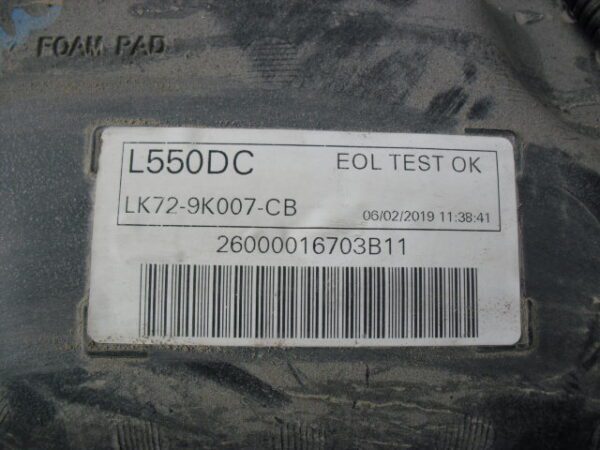 FOAM PAD
L550DC EOL TEST OK
LK72-9K007-CB 06/02/2019 11:38:41
26000016703B11